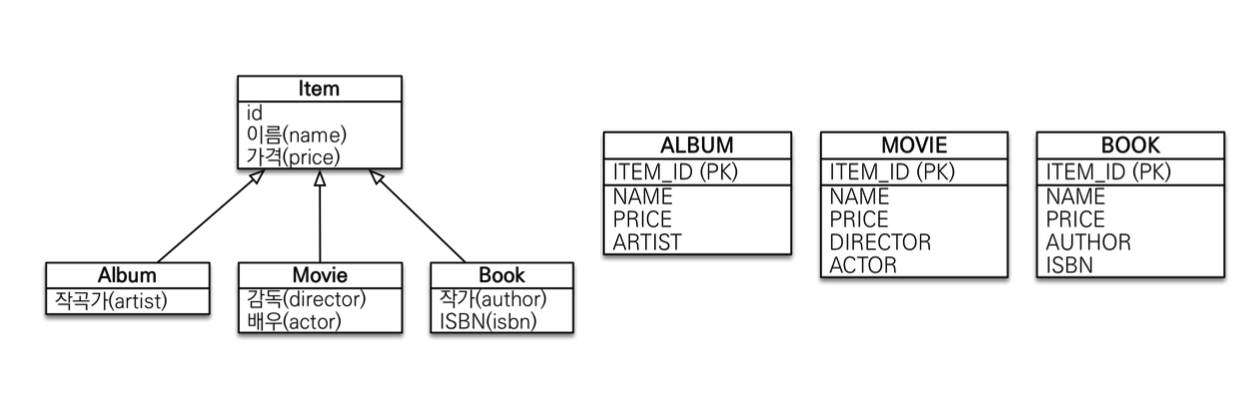 Item
id
이름(name)
가격(price)
Album
작곡가(artist)
Movie
감독(director)
배우(actor)
Book
작가(author)
ISBN(isbn)
ALBUM
ITEM_ID (PK)
NAME
PRICE
ARTIST
MOVIE
ITEM_ID (PK)
NAME
PRICE
DIRECTOR
ACTOR
BOOK
ITEM_ID (PK)
NAME
PRICE
AUTHOR
ISBN